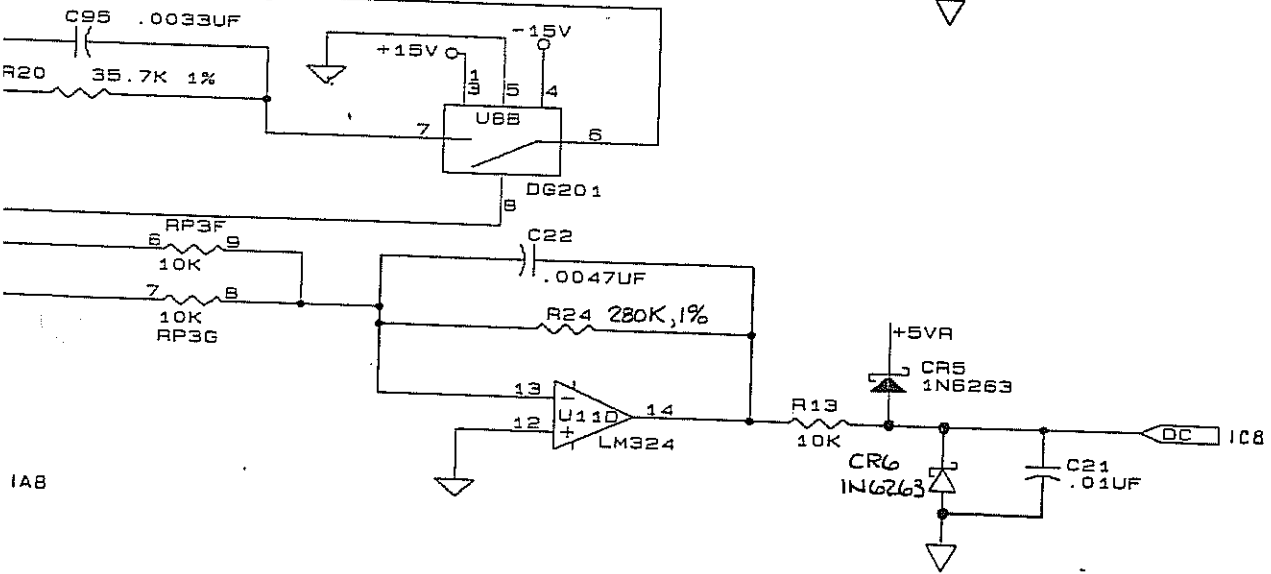 C95 .0033UF
+15V
-15V
R20 35.7K 1%
1
3
5
4
7
U8B
6
DG201
8
RP3F
6
9
10K
C22
.0047UF
7
8
10K
RP3G
R24 280K, 1%
+5VA
CR5
1N6263
13
-
14
R13
U11D
12
+
LM324
10K
DC
1C8
CR6
1N6263
C21
.01UF
1A8